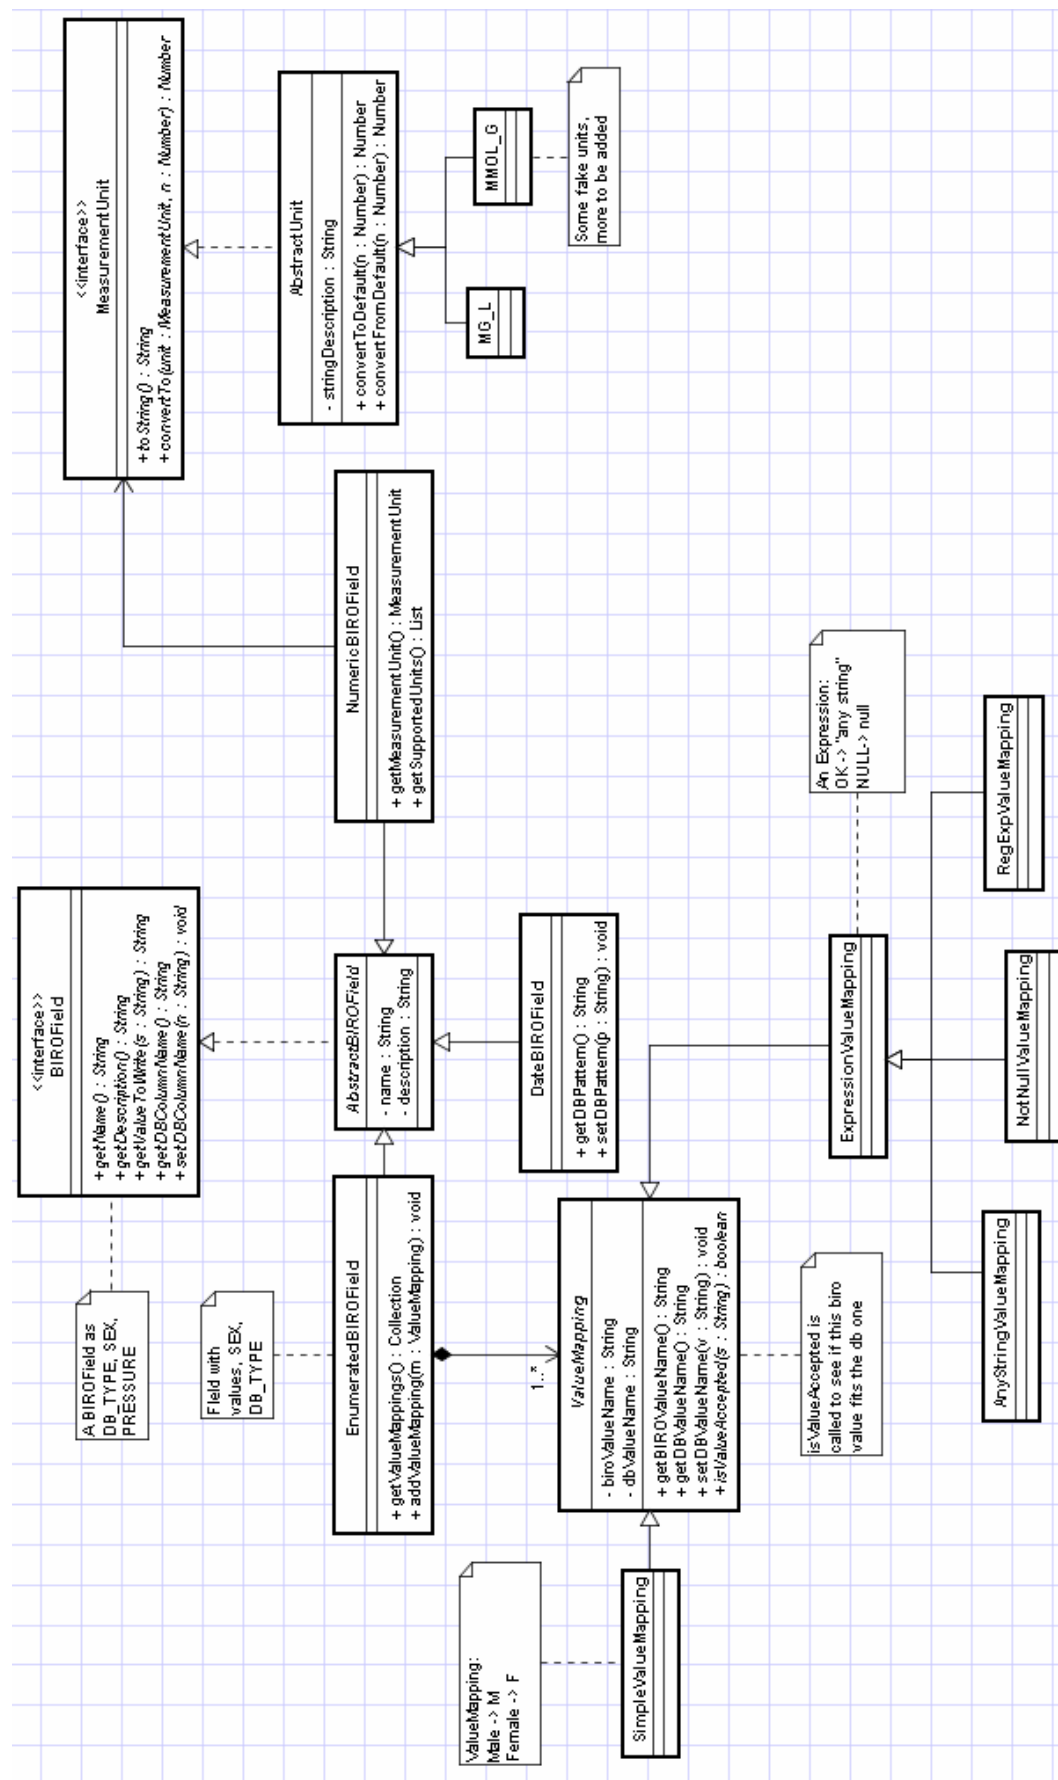 A BIROField as
DB_TYPE, SEX,
PRESSURE
<<interface>>
BIROField
+ getName() : String
+ getDescription() : String
+ getValueToWrite(s : String) : String
+ getDBColumnName() : String
+ setDBColumnName(n : String) : void
<<interface>>
MeasurementUnit
+ toString() : String
+ convertTo(unit : MeasurementUnit, n : Number) : Number
Field with
values, SEX,
DB_TYPE
EnumeratedBIROField
+ getValueMappings() : Collection
+ addValueMapping(m : ValueMapping) : void
AbstractBIROField
- name : String
- description : String
NumericBIROField
+ getMeasurementUnit() : MeasurementUnit
+ getSupportedUnits() : List
AbstractUnit
- stringDescription : String
+ convertToDefault(n : Number) : Number
+ convertFromDefault(n : Number) : Number
MG_L
MMOL_G
Some fake units,
more to be added
DateBIROField
+ getDBPattern() : String
+ setDBPattern(p : String) : void
1..*
ValueMapping:
Male -> M
Female -> F
SimpleValueMapping
ValueMapping
- biroValueName : String
- dbValueName : String
+ getBIROValueName() : String
+ getDBValueName() : String
+ setDBValueName(v : String) : void
+ isValueAccepted(s : String) : boolean
isValueAccepted is
called to see if this biro
value fits the db one
An Expression:
OK -> "any string"
NULL-> null
ExpressionValueMapping
AnyStringValueMapping
NotNullValueMapping
RegExpValueMapping